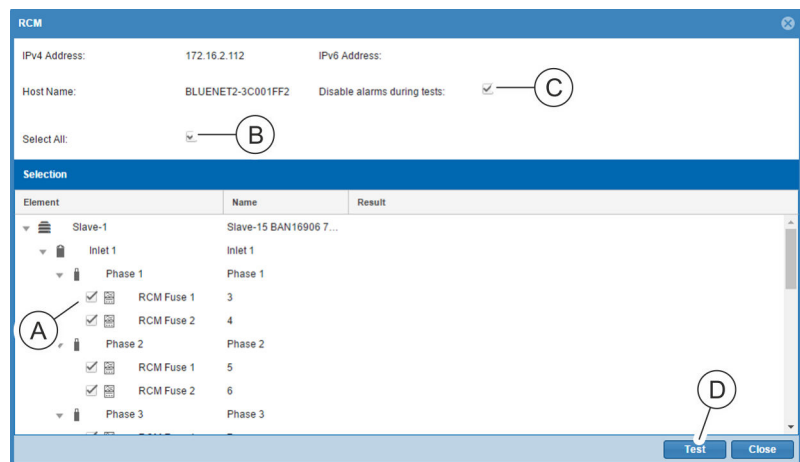 RCM
IPv4 Address: 172.16.2.112 IPv6 Address:
Host Name: BLUENET2-3C001FF2 Disable alarms during tests: C
Select All: B
Selection
Element Name Result
Slave-1 Slave-15 BAN16906 7...
Inlet 1 Inlet 1
Phase 1 Phase 1
RCM Fuse 1 3
A
RCM Fuse 2 4
Phase 2 Phase 2
RCM Fuse 1 5
RCM Fuse 2 6
D
Phase 3 Phase 3
Test Close